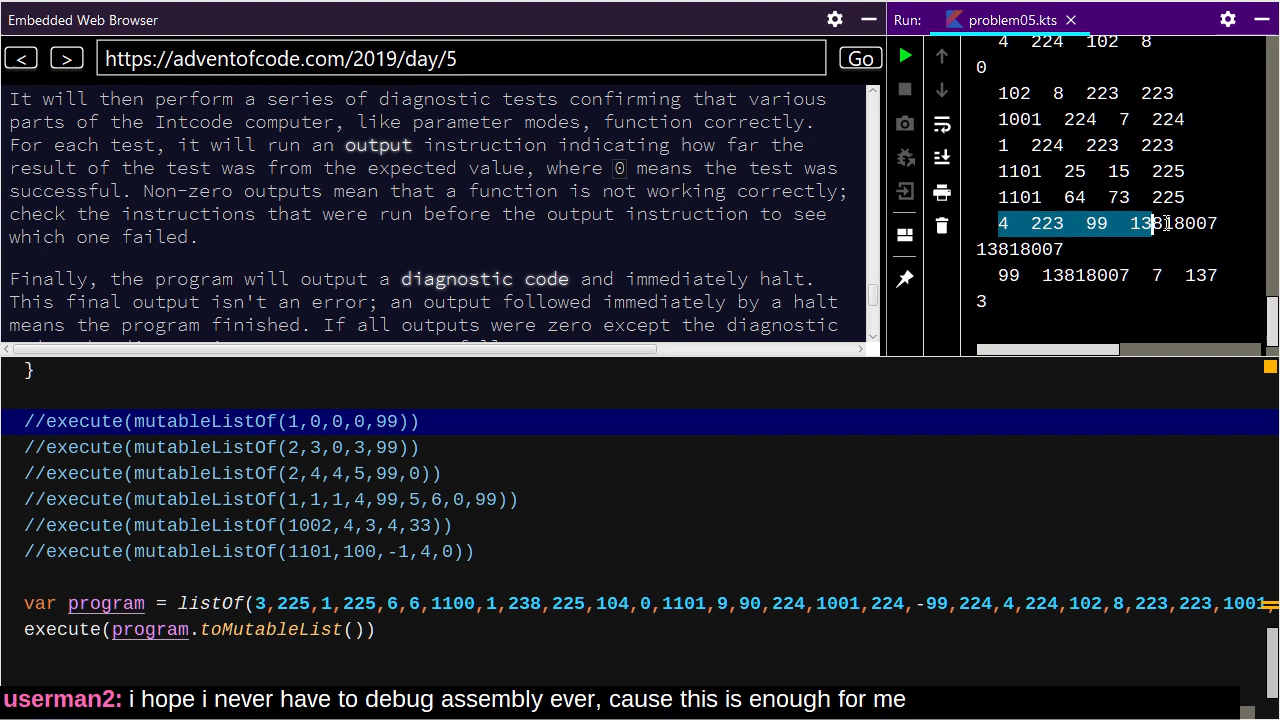 Embedded Web Browser
< > https://adventofcode.com/2019/day/5 Go
It will then perform a series of diagnostic tests confirming that various
parts of the Intcode computer, like parameter modes, function correctly.
For each test, it will run an output instruction indicating how far the
result of the test was from the expected value, where 0 means the test was
successful. Non-zero outputs mean that a function is not working correctly;
check the instructions that were run before the output instruction to see
which one failed.
Finally, the program will output a diagnostic code and immediately halt.
This final output isn't an error; an output followed immediately by a halt
means the program finished. If all outputs were zero except the diagnostic
Run: problem05.kts
4 224 102 8
0
102 8 223 223
1001 224 7 224
1 224 223 223
1101 25 15 225
1101 64 73 225
4 223 99 13818007
13818007
99 13818007 7 137
3
}
//execute(mutableListOf(1,0,0,0,99))
//execute(mutableListOf(2,3,0,3,99))
//execute(mutableListOf(2,4,4,5,99,0))
//execute(mutableListOf(1,1,1,4,99,5,6,0,99))
//execute(mutableListOf(1002,4,3,4,33))
//execute(mutableListOf(1101,100,-1,4,0))
var program = listOf(3,225,1,225,6,6,1100,1,238,225,104,0,1101,9,90,224,1001,224,-99,224,4,224,102,8,223,223,1001,
execute(program.toMutableList())
userman2: i hope i never have to debug assembly ever, cause this is enough for me